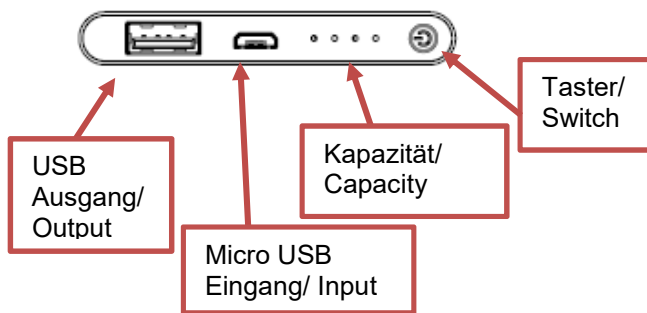 Taster/
Switch
Kapazität/
Capacity
USB
Ausgang/
Output
Micro USB
Eingang/ Input